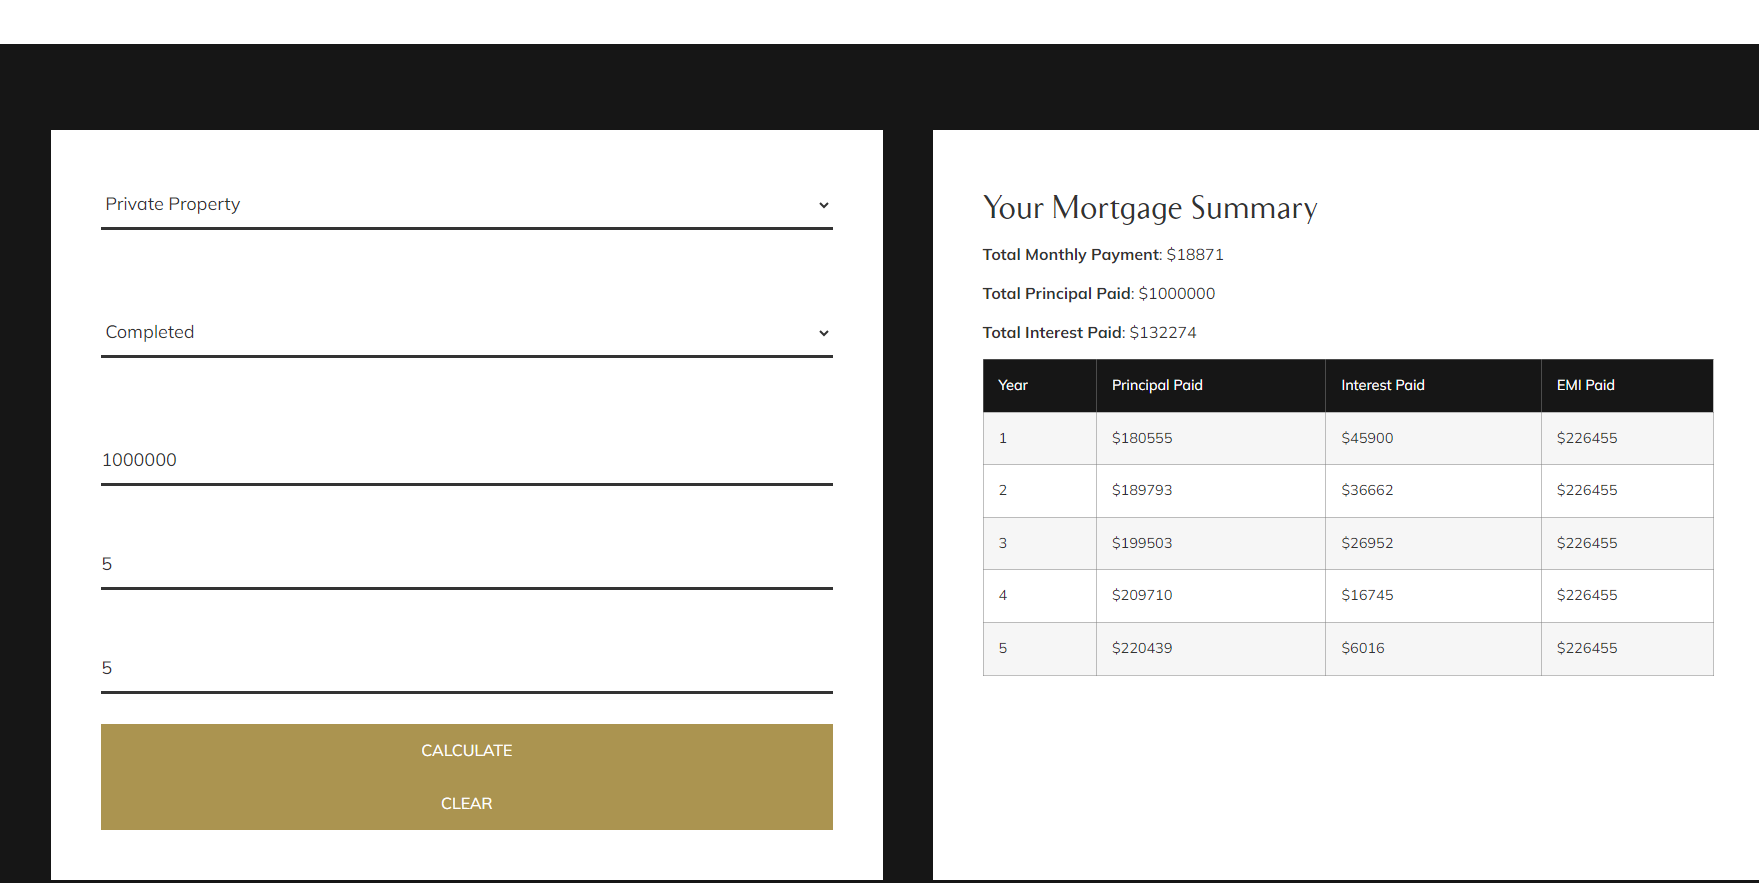 Private Property
Completed
1000000
5
5
CALCULATE
CLEAR
Your Mortgage Summary
Total Monthly Payment: $18871
Total Principal Paid: $1000000
Total Interest Paid: $132274
Year Principal Paid Interest Paid EMI Paid
1 $180555 $45900 $226455
2 $189793 $36662 $226455
3 $199503 $26952 $226455
4 $209710 $16745 $226455
5 $220439 $6016 $226455